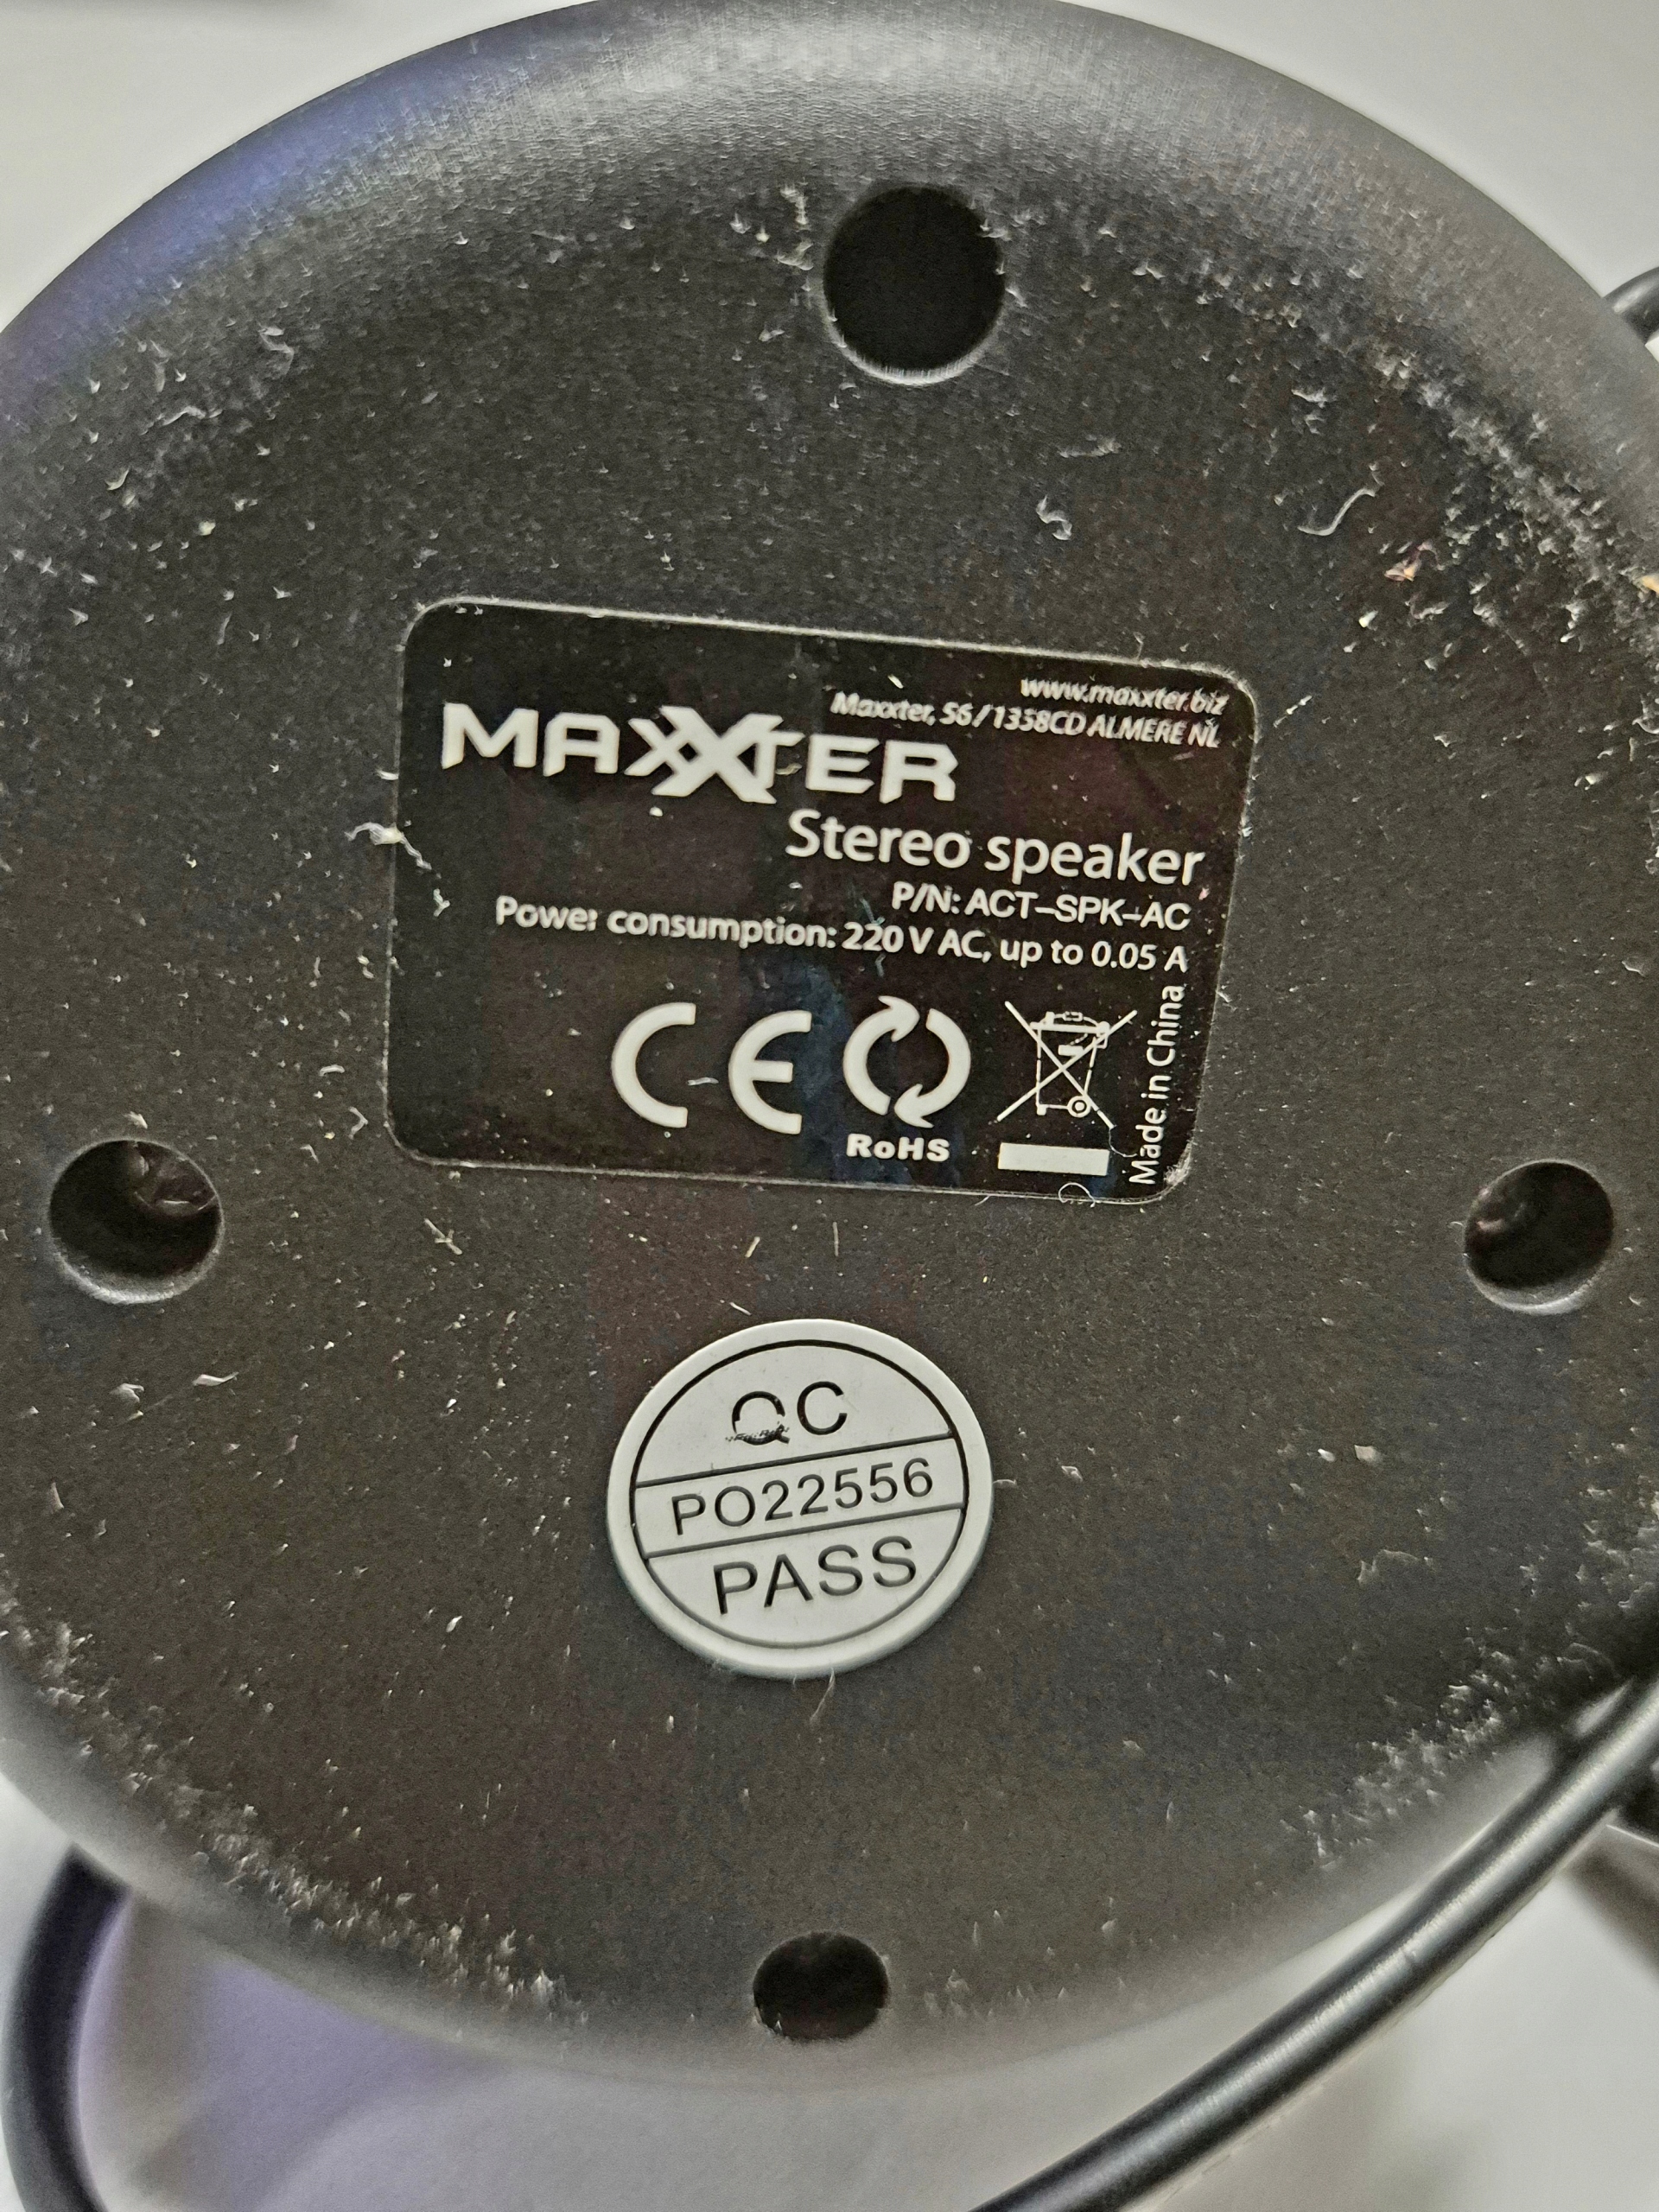 www.maxxter.biz
Maxxter, S6 / 1358CD ALMERE NL
MAXXTER
Stereo speaker
P/N: ACT-SPK-AC
Power consumption: 220 V AC, up to 0.05 A
CE
RoHS
Made in China
QC
PO22556
PASS